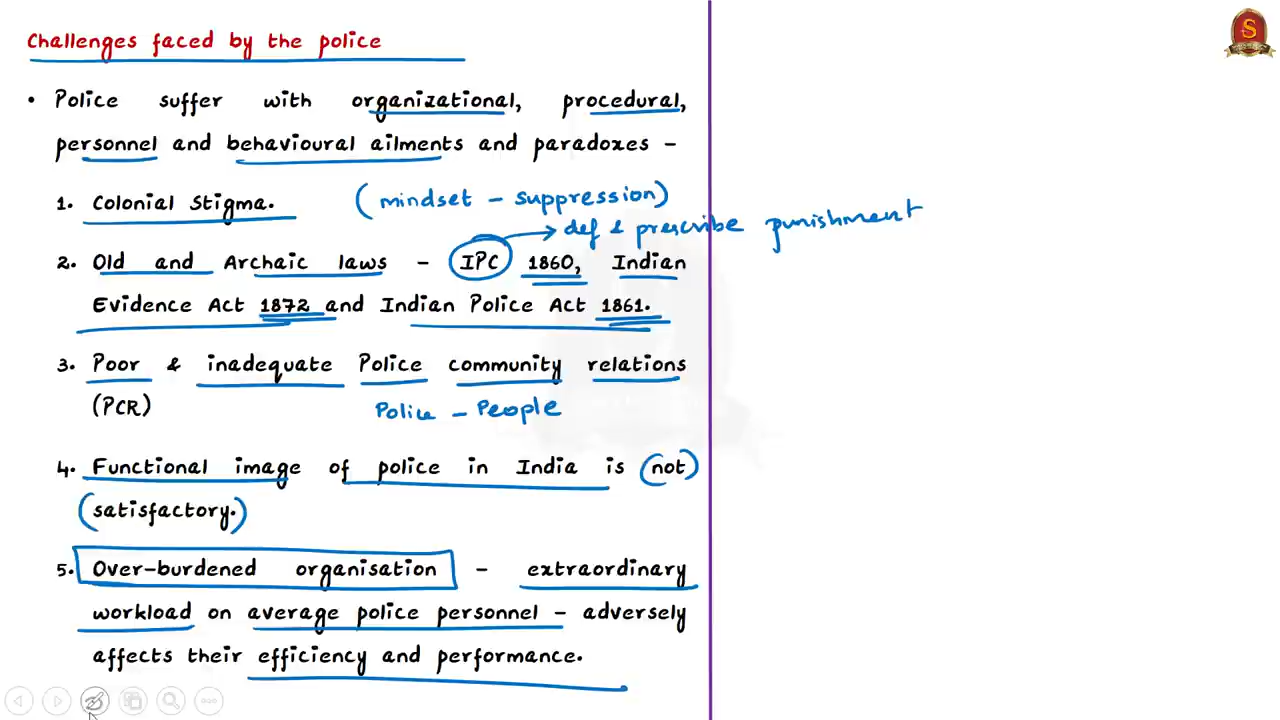 Challenges faced by the police
• Police suffer with organizational, procedural,
personnel and behavioural ailments and paradoxes –
1. Colonial Stigma. (mindset – suppression)
→ def & prescribe punishment
2. Old and Archaic laws – IPC 1860, Indian
Evidence Act 1872 and Indian Police Act 1861.
3. Poor & inadequate Police community relations
(PCR) Police – People
4. Functional image of police in India is (not)
(satisfactory.)
5. Over-burdened organisation – extraordinary
workload on average police personnel – adversely
affects their efficiency and performance.